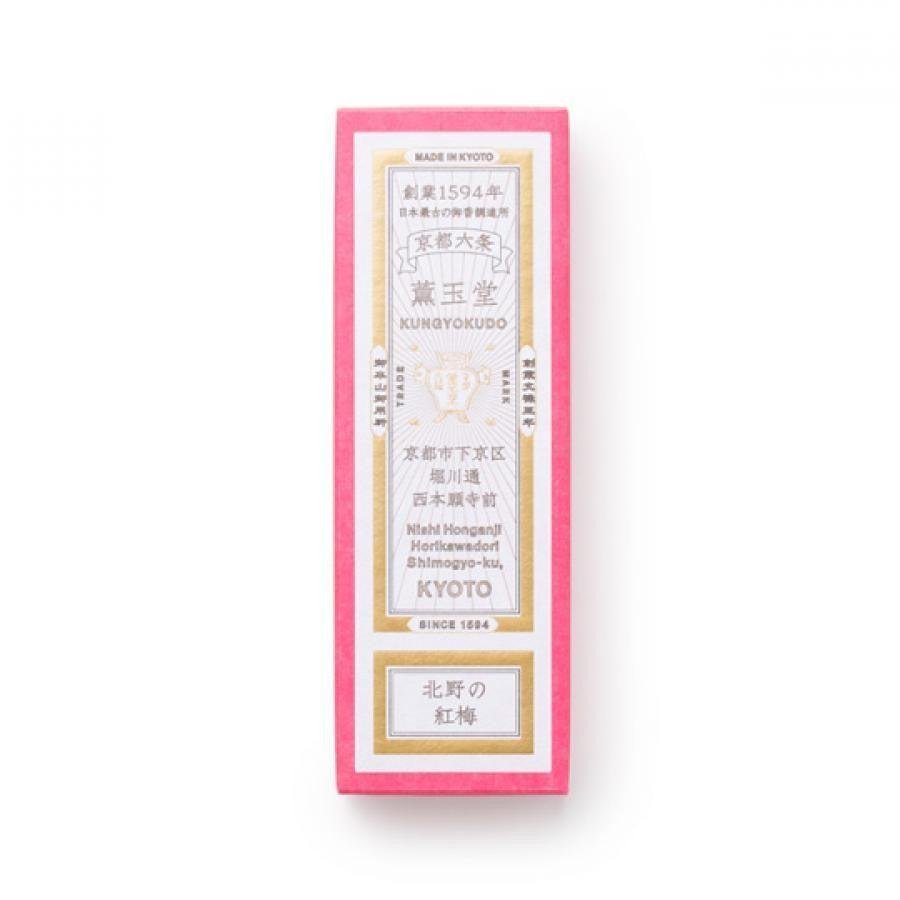 MADE IN KYOTO
創業1594年
日本最古の御香調進所
京都六条
薫玉堂
KUNGYOKUDO
TRADE
MARK
京都市下京区
堀川通
西本願寺前
Nishi Honganji
Horikawadori
Shimogyo-ku,
KYOTO
SINCE 1594
北野の
紅梅